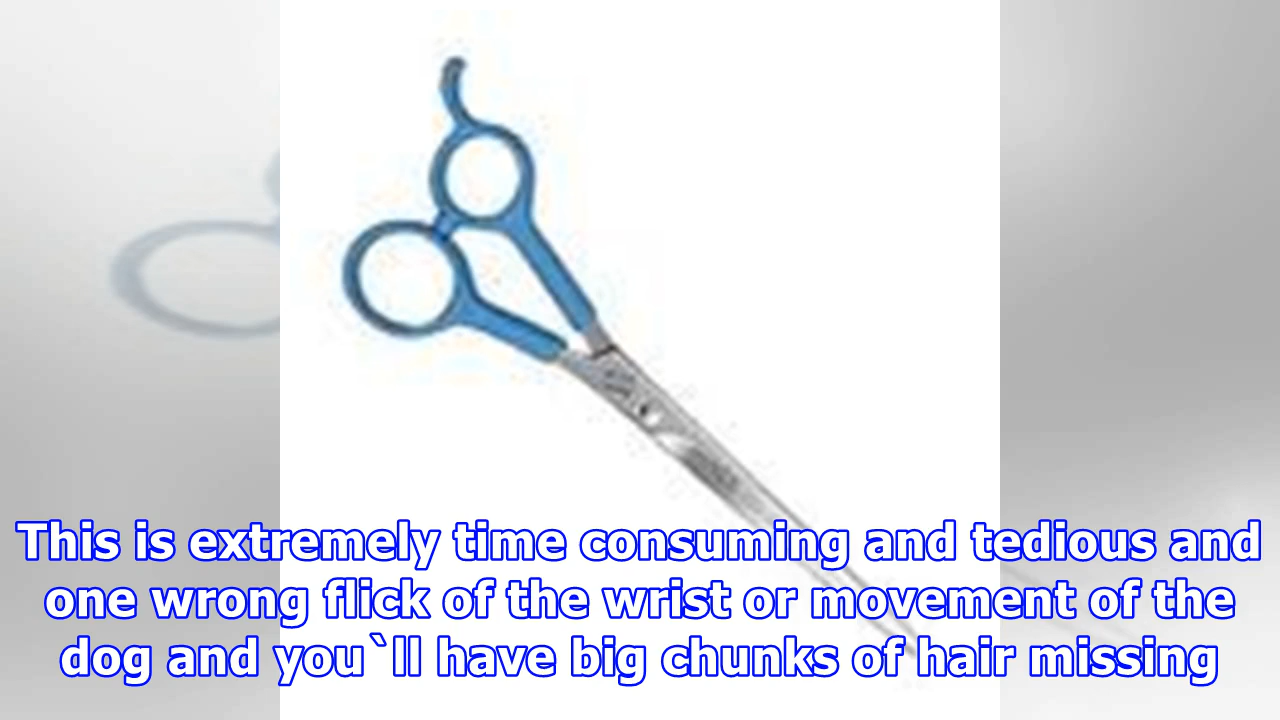 This is extremely time consuming and tedious and
one wrong flick of the wrist or movement of the
dog and you`ll have big chunks of hair missing